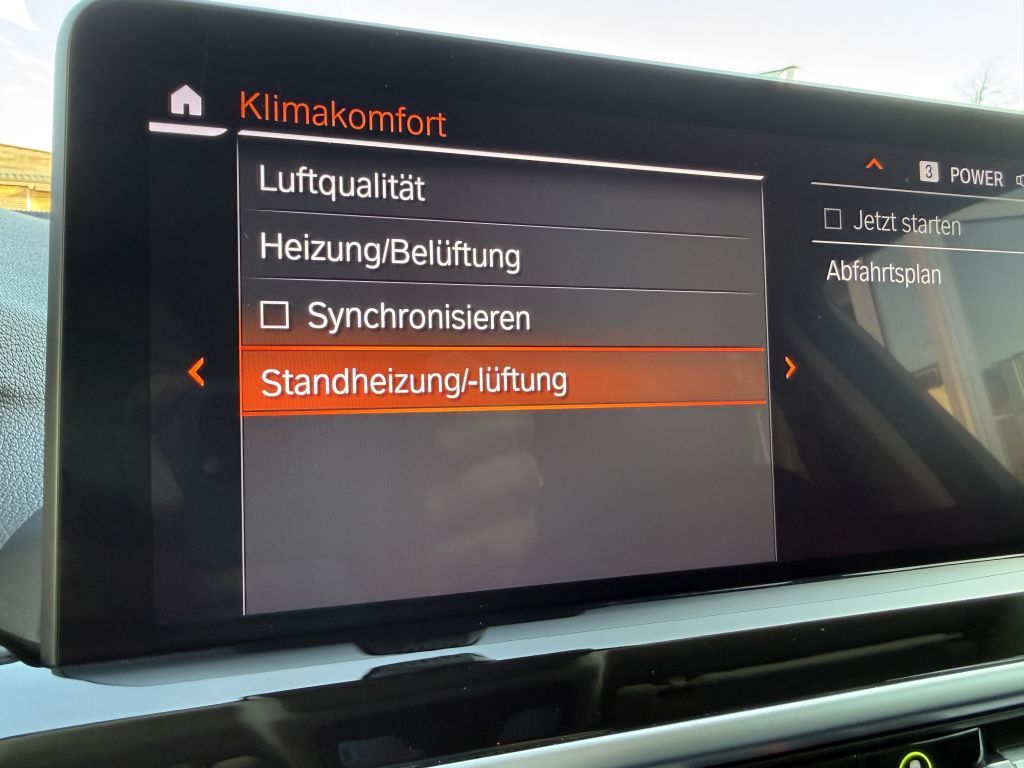 Klimakomfort
Luftqualität
Heizung/Belüftung
Synchronisieren
Standheizung/-lüftung
3 POWER
Jetzt starten
Abfahrtsplan